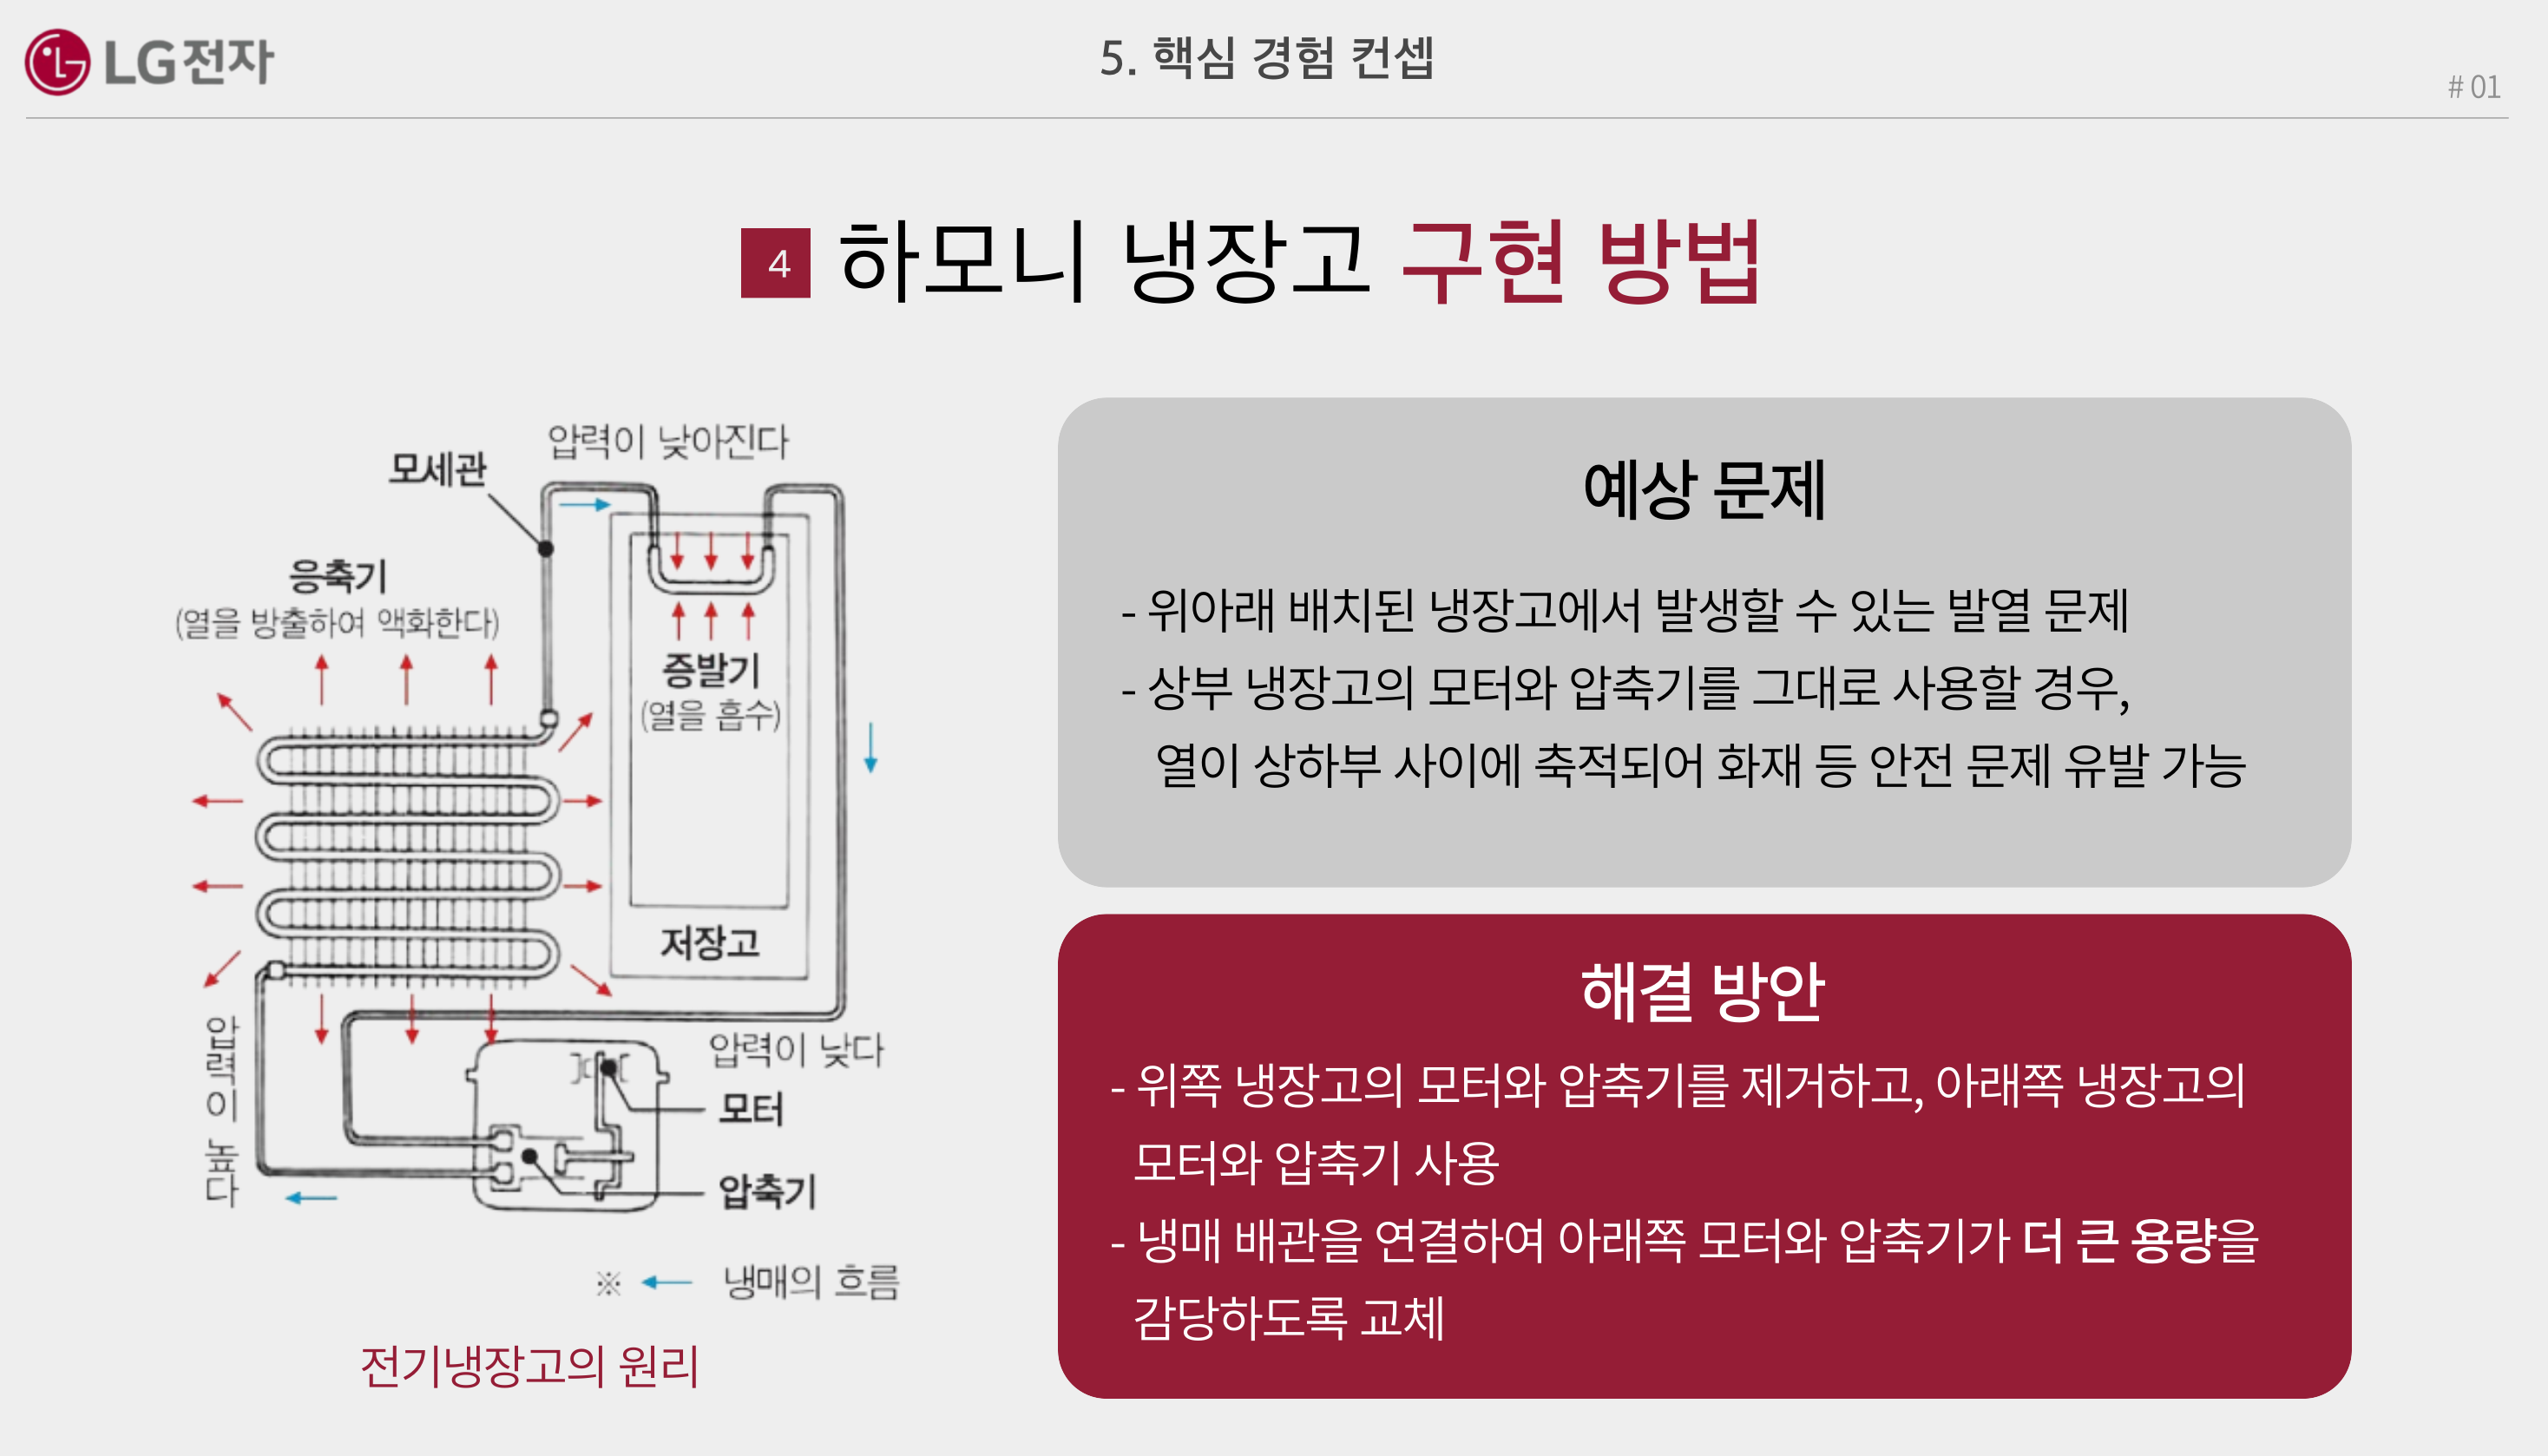 LG전자
5. 핵심 경험 컨셉
# 01
4 하모니 냉장고 구현 방법
압력이 낮아진다
모세관
응축기
(열을 방출하여 액화한다)
증발기
(열을 흡수)
저장고
압력이 높다
압력이 낮다
모터
압축기
※ 냉매의 흐름
전기냉장고의 원리
예상 문제
- 위아래 배치된 냉장고에서 발생할 수 있는 발열 문제
- 상부 냉장고의 모터와 압축기를 그대로 사용할 경우,
열이 상하부 사이에 축적되어 화재 등 안전 문제 유발 가능
해결 방안
- 위쪽 냉장고의 모터와 압축기를 제거하고, 아래쪽 냉장고의
모터와 압축기 사용
- 냉매 배관을 연결하여 아래쪽 모터와 압축기가 더 큰 용량을
감당하도록 교체